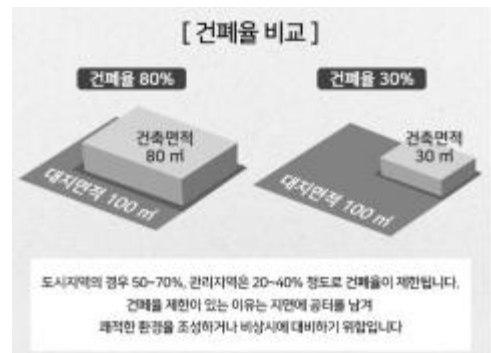 [ 건폐율 비교 ]
건폐율 80%
건폐율 30%
건축면적
80 ㎡
대지면적 100 ㎡
건축면적
30 ㎡
대지면적 100 ㎡
도시지역의 경우 50~70%, 관리지역은 20~40% 정도로 건폐율이 제한됩니다.
건폐율 제한이 있는 이유는 지면에 공터를 남겨
쾌적한 환경을 조성하거나 비상시에 대비하기 위함입니다